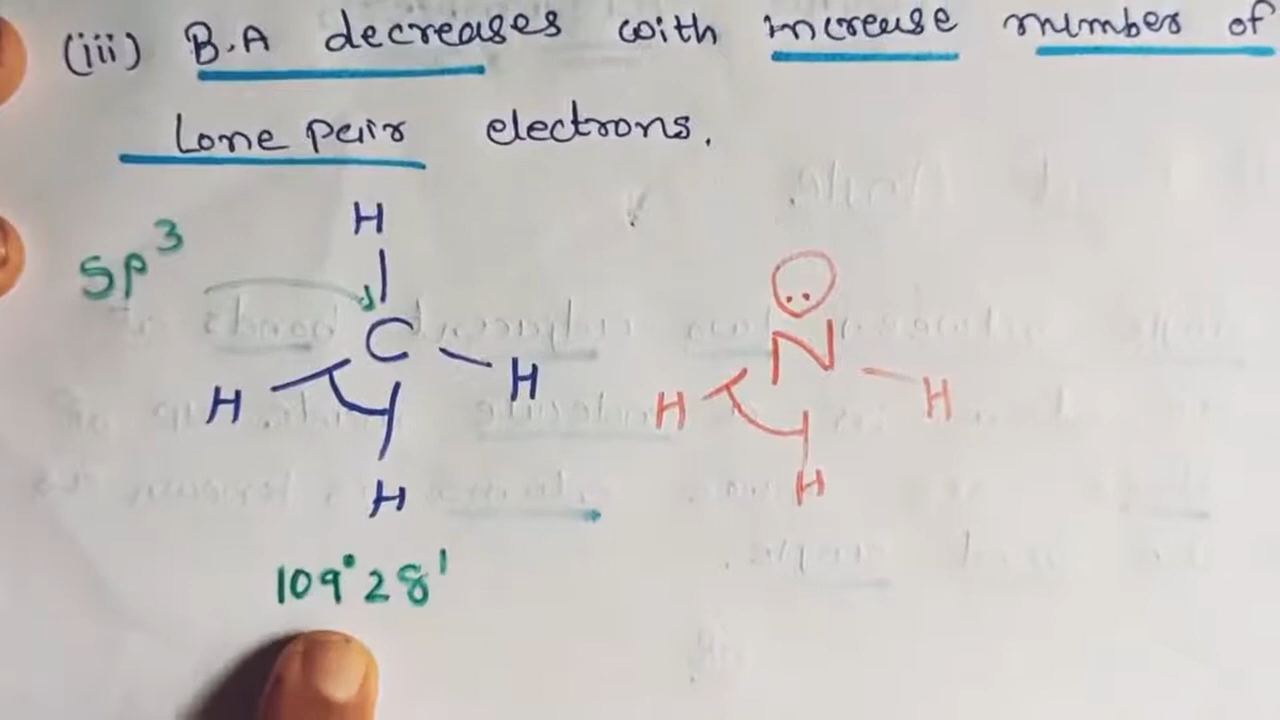 (iii) B.A decreases with increase number of
Lone pair electrons.
Sp³
H
C
H
H
H
109°28'
N
H
H
H